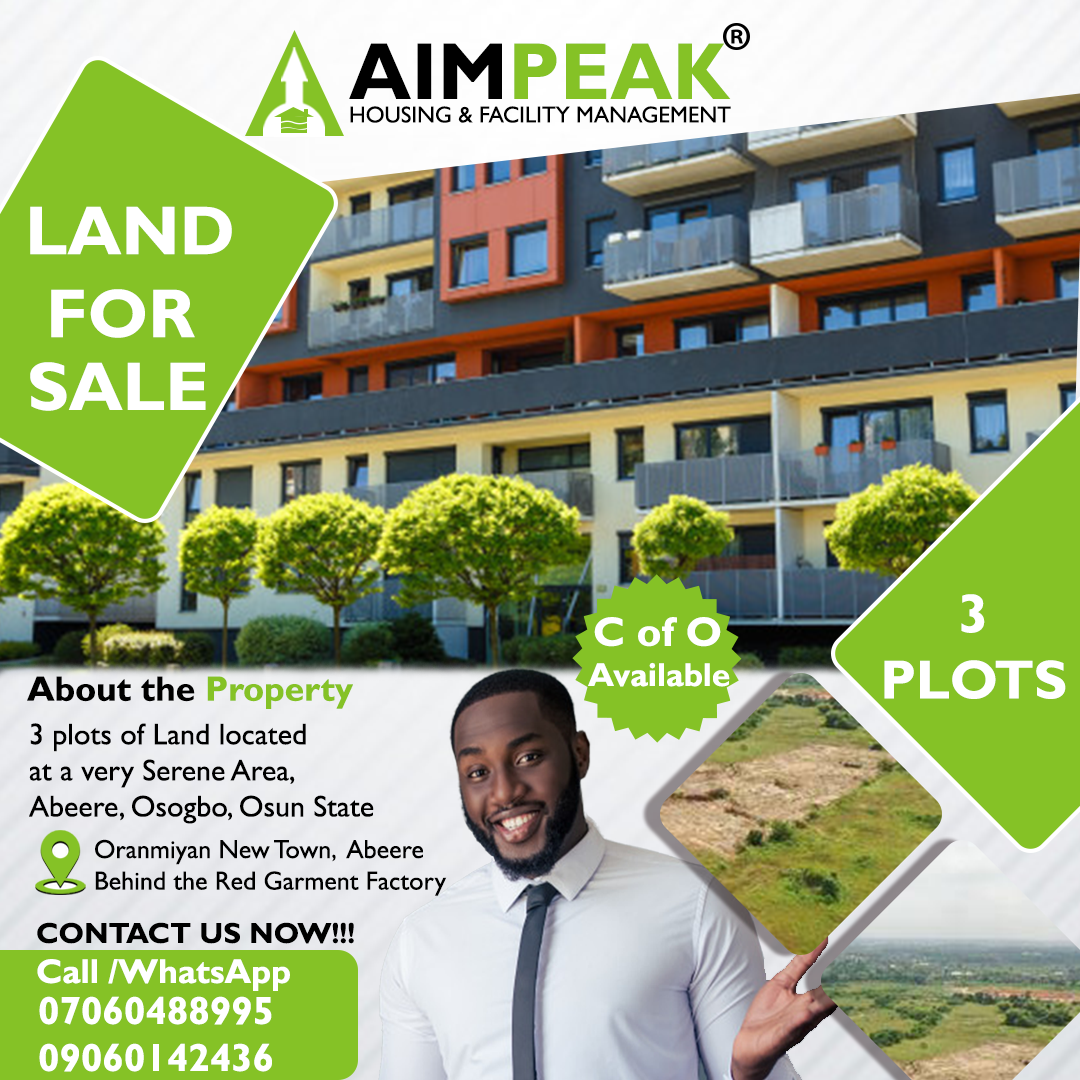 AIMPEAK®
HOUSING & FACILITY MANAGEMENT
LAND
FOR
SALE
3
PLOTS
C of O
Available
About the Property
3 plots of Land located
at a very Serene Area,
Abeere, Osogbo, Osun State
Oranmiyan New Town, Abeere
Behind the Red Garment Factory
CONTACT US NOW!!!
Call /WhatsApp
07060488995
09060142436